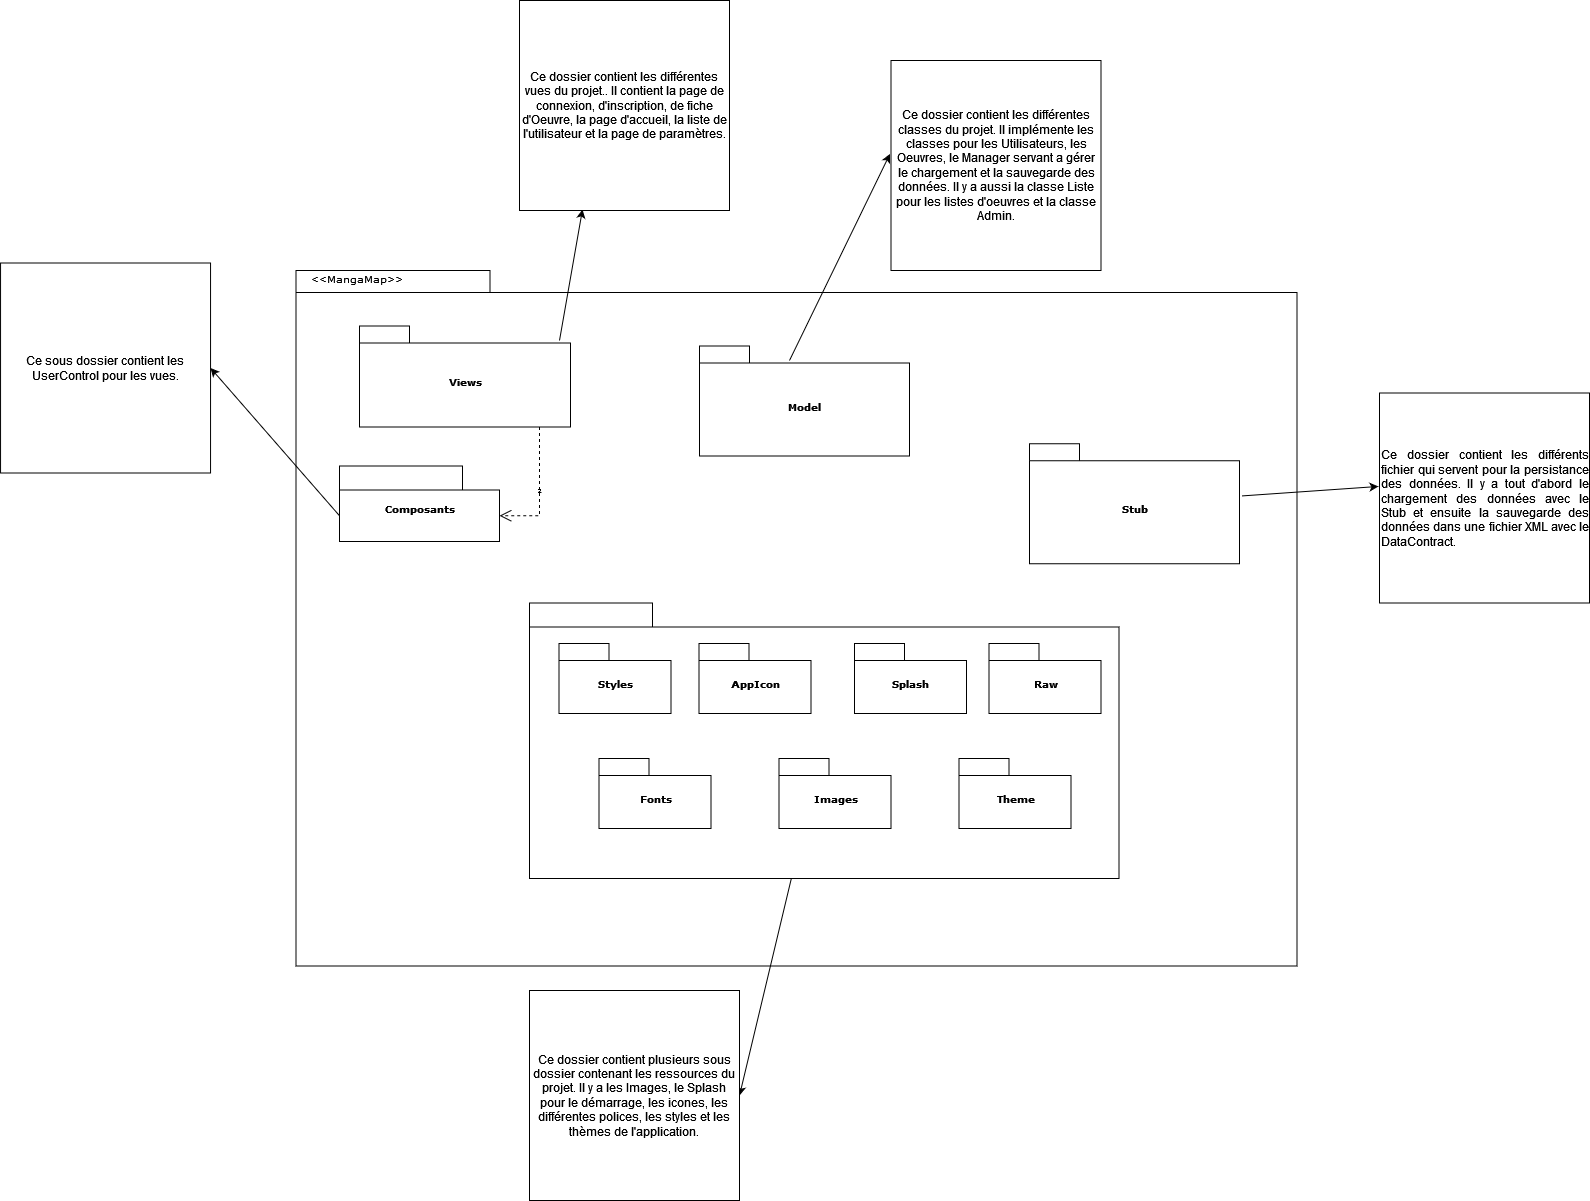 Ce dossier contient les différentes
vues du projet.. Il contient la page de
connexion, d'inscription, de fiche
d'Oeuvre, la page d'accueil, la liste de
l'utilisateur et la page de paramètres.
Ce dossier contient les différentes
classes du projet. Il implémente les
classes pour les Utilisateurs, les
Oeuvres, le Manager servant a gérer
le chargement et la sauvegarde des
données. Il y a aussi la classe Liste
pour les listes d'oeuvres et la classe
Admin.
<<MangaMap>>
Ce sous dossier contient les
UserControl pour les vues.
Views
Model
Composants
Stub
Ce dossier contient les différents
fichier qui servent pour la persistance
des données. Il y a tout d'abord le
chargement des données avec le
Stub et ensuite la sauvegarde des
données dans une fichier XML avec le
DataContract.
Styles
AppIcon
Splash
Raw
Fonts
Images
Theme
Ce dossier contient plusieurs sous
dossier contenant les ressources du
projet. Il y a les Images, le Splash
pour le démarrage, les icones, les
différentes polices, les styles et les
thèmes de l'application.